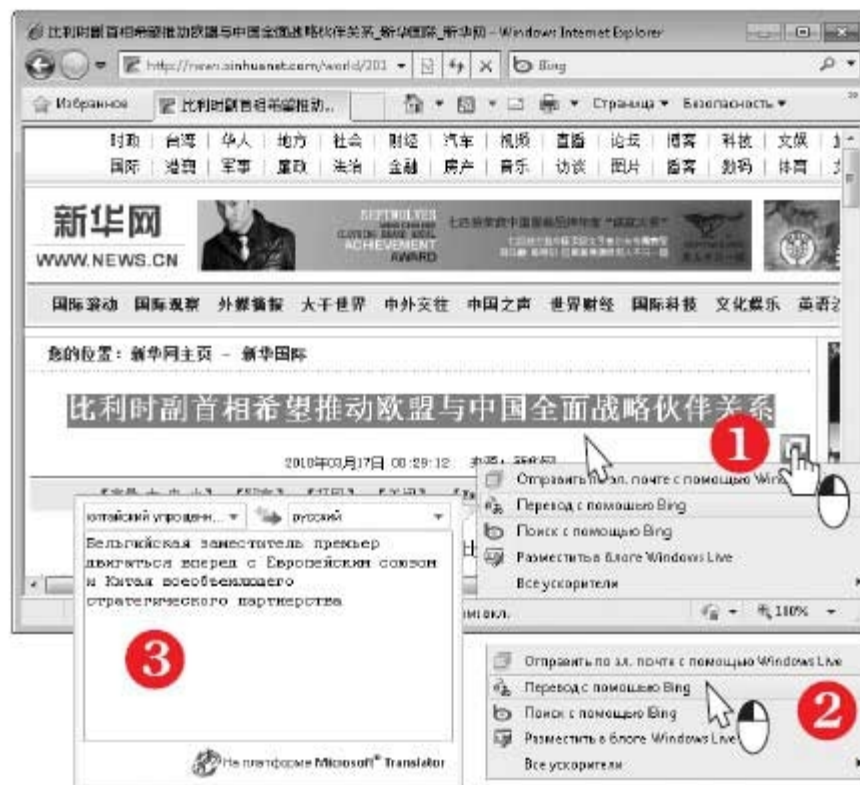 比利时副首相希望推动欧盟与中国全面战略伙伴关系_新华国际_新华网 - Windows Internet Explorer
http://news.xinhuanet.com/world/201
Bing
Избранное
比利时副首相希望推动...
Страница
Безопасность
时政 台湾 华人 地方 社会 财经 汽车 视频 直播 论坛 博客 科技 文娱
国际 港澳 军事 廉政 法治 金融 房产 音乐 访谈 图片 播客 数码 体育
新华网
WWW.NEWS.CN
SEPTWOLVES
ACHIEVEMENT
AWARD
国际滚动 国际观察 外媒播报 大千世界 中外交往 中国之声 世界财经 国际科技 文化娱乐 英语
您的位置：新华网主页 - 新华国际
比利时副首相希望推动欧盟与中国全面战略伙伴关系
2010年03月17日 00:29:12
1
Отправить по эл. почте с помощью Wind
Перевод с помощью Bing
Поиск с помощью Bing
Разместить в блоге Windows Live
Все ускорители
вкл.
100%
китайский упрощенн...
русский
Бельгийская заместитель премьер
двигаться вперед с Европейским союзом
и Китая всеобъемлющего
стратегического партнерства
3
На платформе Microsoft® Translator
Отправить по эл. почте с помощью Windows Live
Перевод с помощью Bing
Поиск с помощью Bing
2
Разместить в блоге Windows Live
Все ускорители